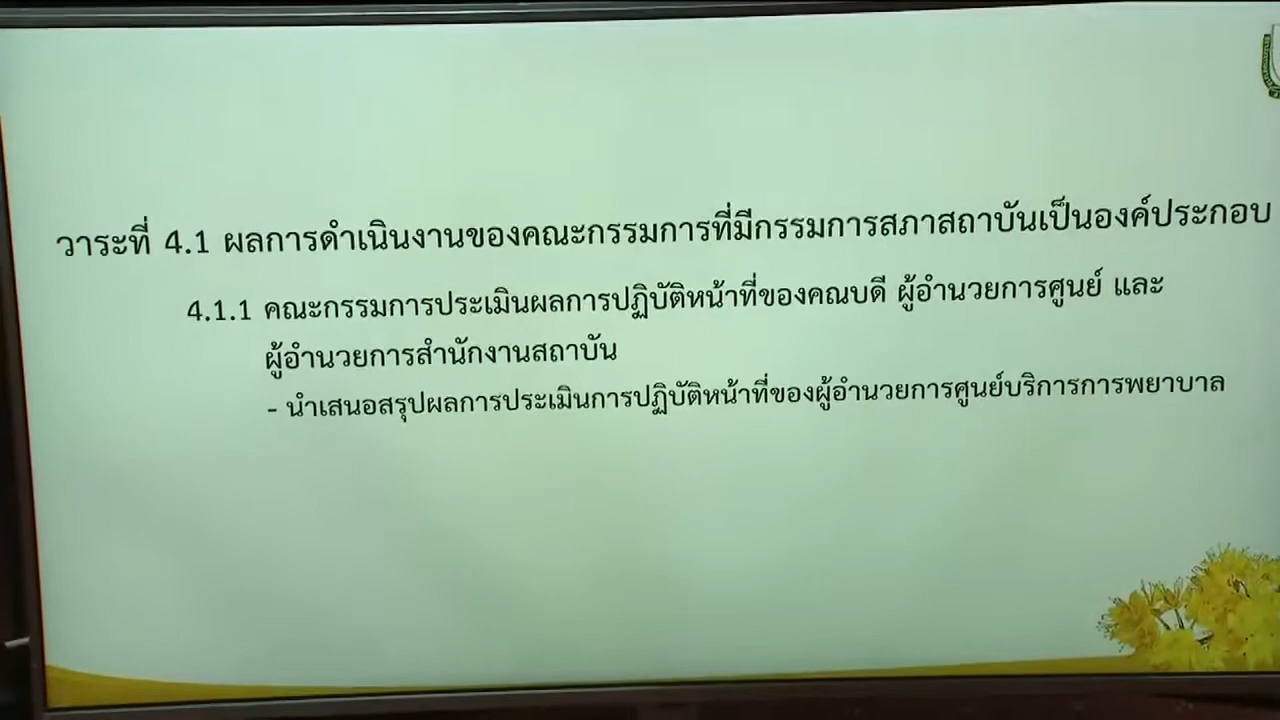 วาระที่ 4.1 ผลการดำเนินงานของคณะกรรมการที่มีกรรมการสภาสถาบันเป็นองค์ประกอบ
4.1.1 คณะกรรมการประเมินผลการปฏิบัติหน้าที่ของคณบดี ผู้อำนวยการศูนย์ และ
ผู้อำนวยการสำนักงานสถาบัน
- นำเสนอสรุปผลการประเมินการปฏิบัติหน้าที่ของผู้อำนวยการศูนย์บริการการพยาบาล